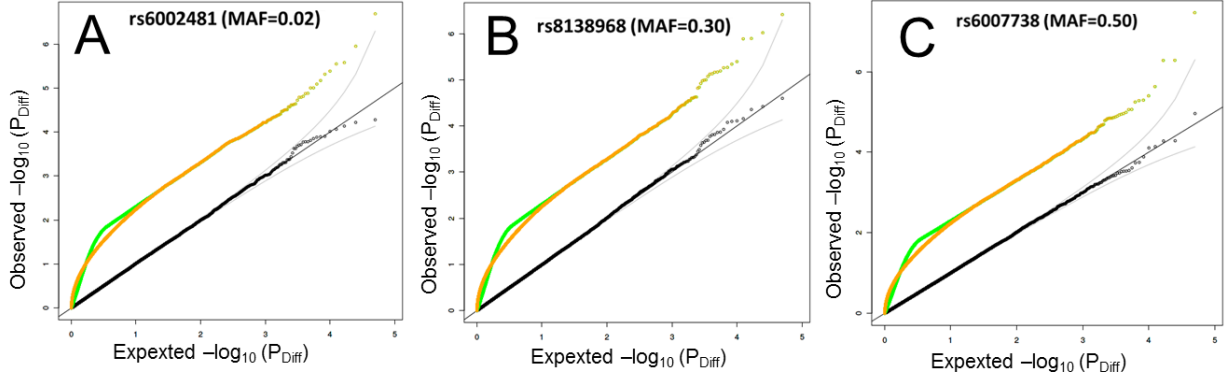 A
rs6002481 (MAF=0.02)
Observed –log10 (PDiff)
6
5
4
3
2
1
0
0 1 2 3 4 5
Expexted –log10 (PDiff)
B
rs8138968 (MAF=0.30)
Observed –log10 (PDiff)
6
5
4
3
2
1
0
0 1 2 3 4 5
Expexted –log10 (PDiff)
C
rs6007738 (MAF=0.50)
Observed –log10 (PDiff)
6
4
2
0
0 1 2 3 4 5
Expexted –log10 (PDiff)